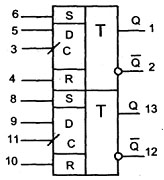 6 S T Q 1
5 D
3 C
Q 2
4 R
8 S T Q 13
9 D
11 C
Q 12
10 R